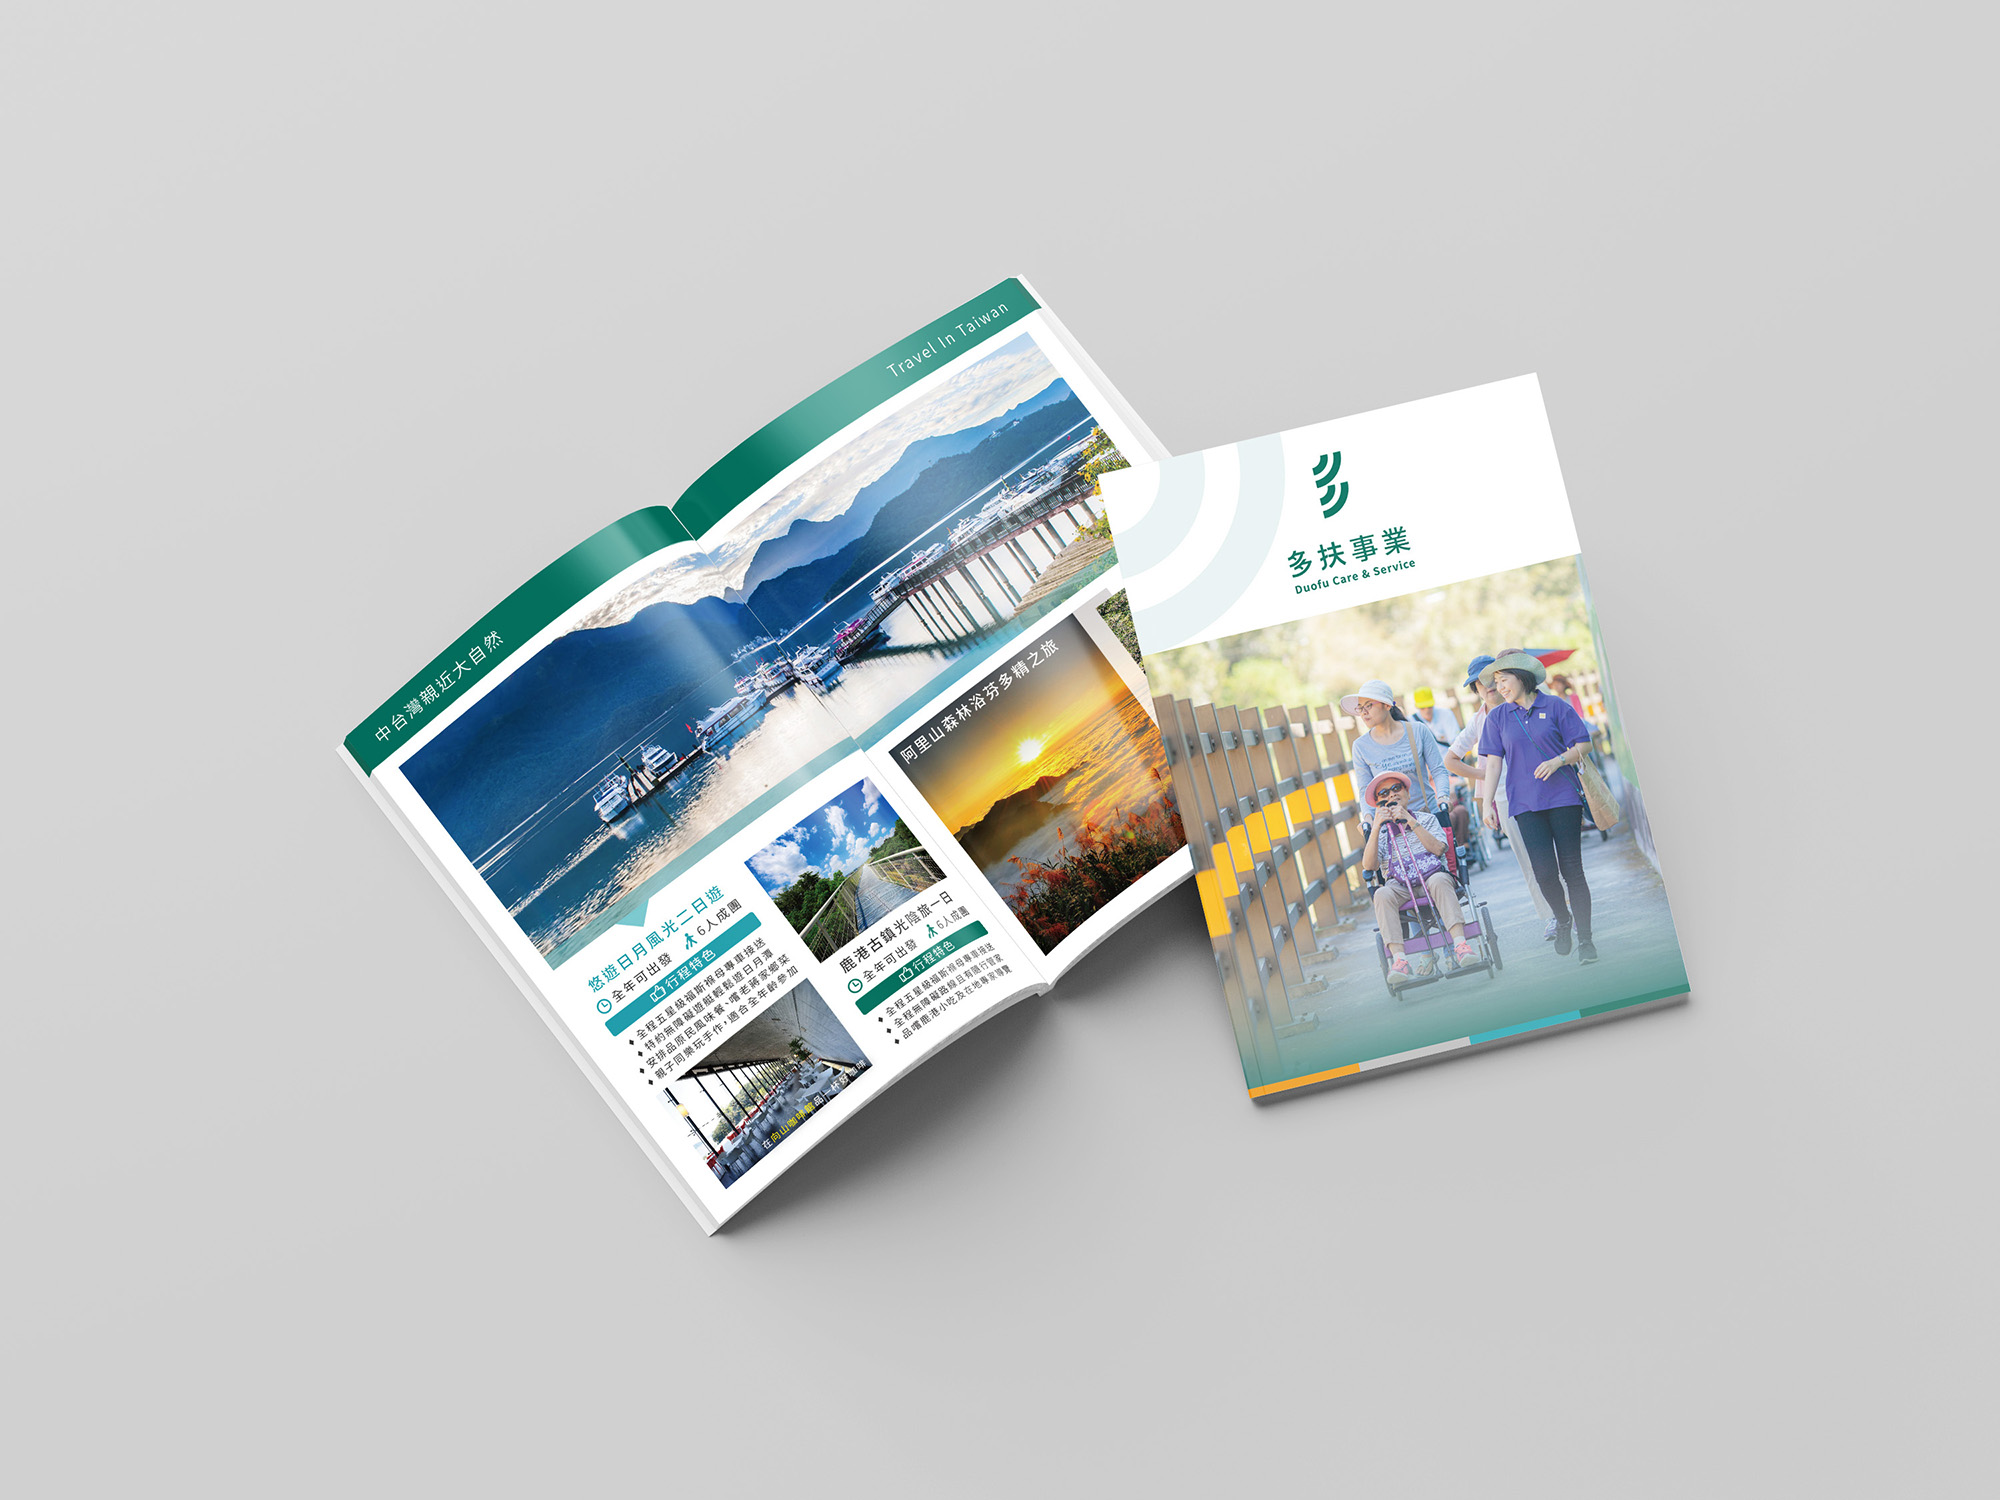 中台灣親近大自然
Travel In Taiwan
悠遊日月風光二日遊
全年可出發 6人成團
行程特色
全程五星級福斯褓母專車接送
特約無障礙遊艇輕鬆遊日月潭
安排品原民風味餐、嚐老蔣家鄉菜
親子同樂玩手作，適合全年齡參加
在向山咖啡廳品一杯好咖啡
鹿港古鎮光陰旅一日
全年可出發 6人成團
行程特色
全程五星級福斯褓母專車接送
全程無障礙路線且有隨行管家
品嚐鹿港小吃及在地專家導覽
阿里山森林浴芬多精之旅
多扶事業
Duofu Care & Service